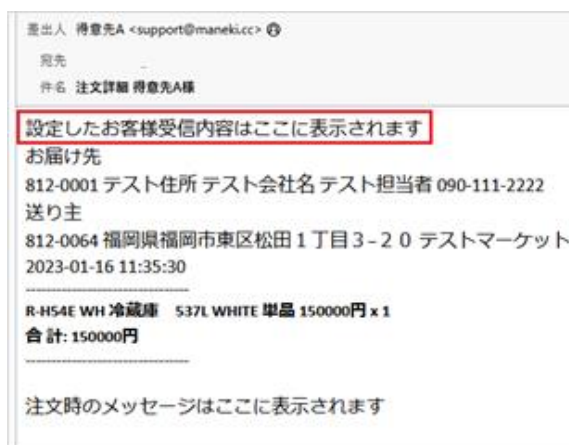 差出人 得意先A <support@maneki.cc>
宛先
件名 注文詳細 得意先A様
設定したお客様受信内容はここに表示されます
お届け先
812-0001 テスト住所 テスト会社名 テスト担当者 090-111-2222
送り主
812-0064 福岡県福岡市東区松田１丁目３−２０ テストマーケット
2023-01-16 11:35:30
--------------------------------
R-H54E WH 冷蔵庫　537L WHITE 単品 150000円 x 1
合 計: 150000円
--------------------------------
注文時のメッセージはここに表示されます